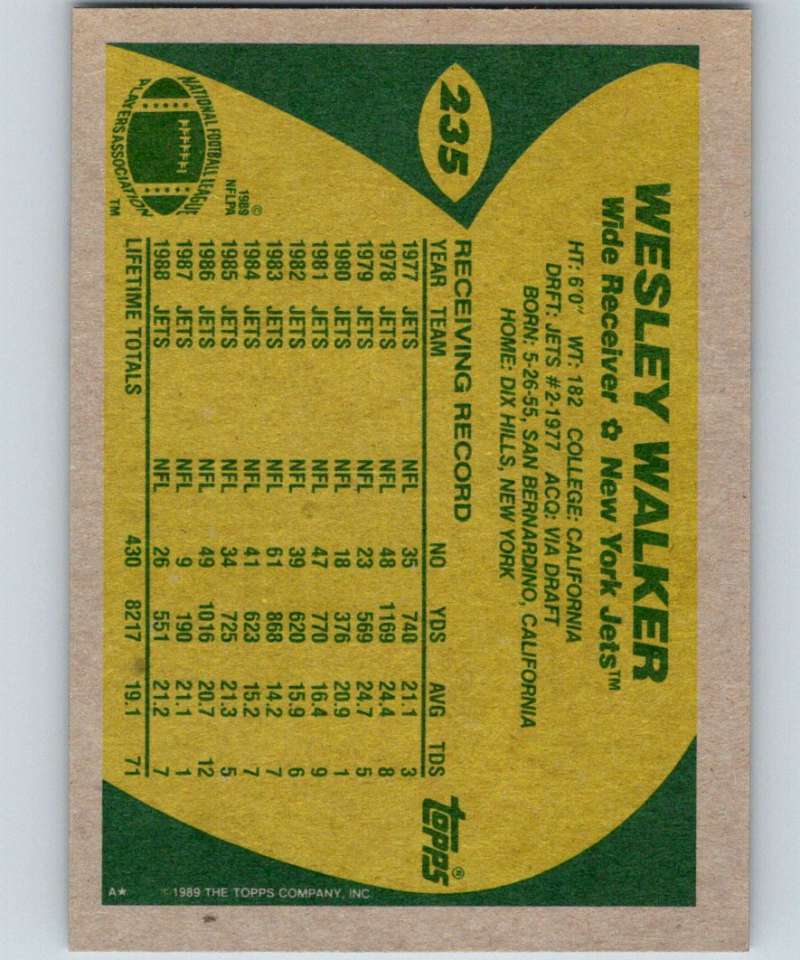 235
WESLEY WALKER
Wide Receiver ✿ New York Jets™
HT: 6'0" WT: 182 COLLEGE: CALIFORNIA
DRFT: JETS #2-1977 ACQ: VIA DRAFT
BORN: 5-26-55, SAN BERNARDINO, CALIFORNIA
HOME: DIX HILLS, NEW YORK
RECEIVING RECORD
YEAR TEAM NO YDS AVG TDS
1977 JETS NFL 35 740 21.1 3
1978 JETS NFL 48 1169 24.4 8
1979 JETS NFL 23 569 24.7 5
1980 JETS NFL 18 376 20.9 1
1981 JETS NFL 47 770 16.4 9
1982 JETS NFL 39 620 15.9 6
1983 JETS NFL 61 868 14.2 7
1984 JETS NFL 41 623 15.2 7
1985 JETS NFL 34 725 21.3 5
1986 JETS NFL 49 1016 20.7 12
1987 JETS NFL 9 190 21.1 1
1988 JETS NFL 26 551 21.2 7
LIFETIME TOTALS 430 8217 19.1 71
NATIONAL FOOTBALL LEAGUE
PLAYERS ASSOCIATION
™
©
1989
NFLPA
TOPPS®
A★ © 1989 THE TOPPS COMPANY, INC.